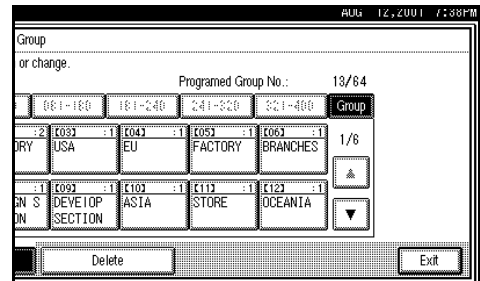 AUG 12,2001 7:38PM
Group
or change.
Programed Group No.: 13/64
081-160 161-240 241-320 321-400 Group
:2 [03] :1 [04] :1 [05] :1 [06] :1
ORY USA EU FACTORY BRANCHES 1/6
:1 [09] :1 [10] :1 [11] :1 [12] :1
GN S DEVEIOP ASIA STORE OCEANIA
ON SECTION
Delete Exit